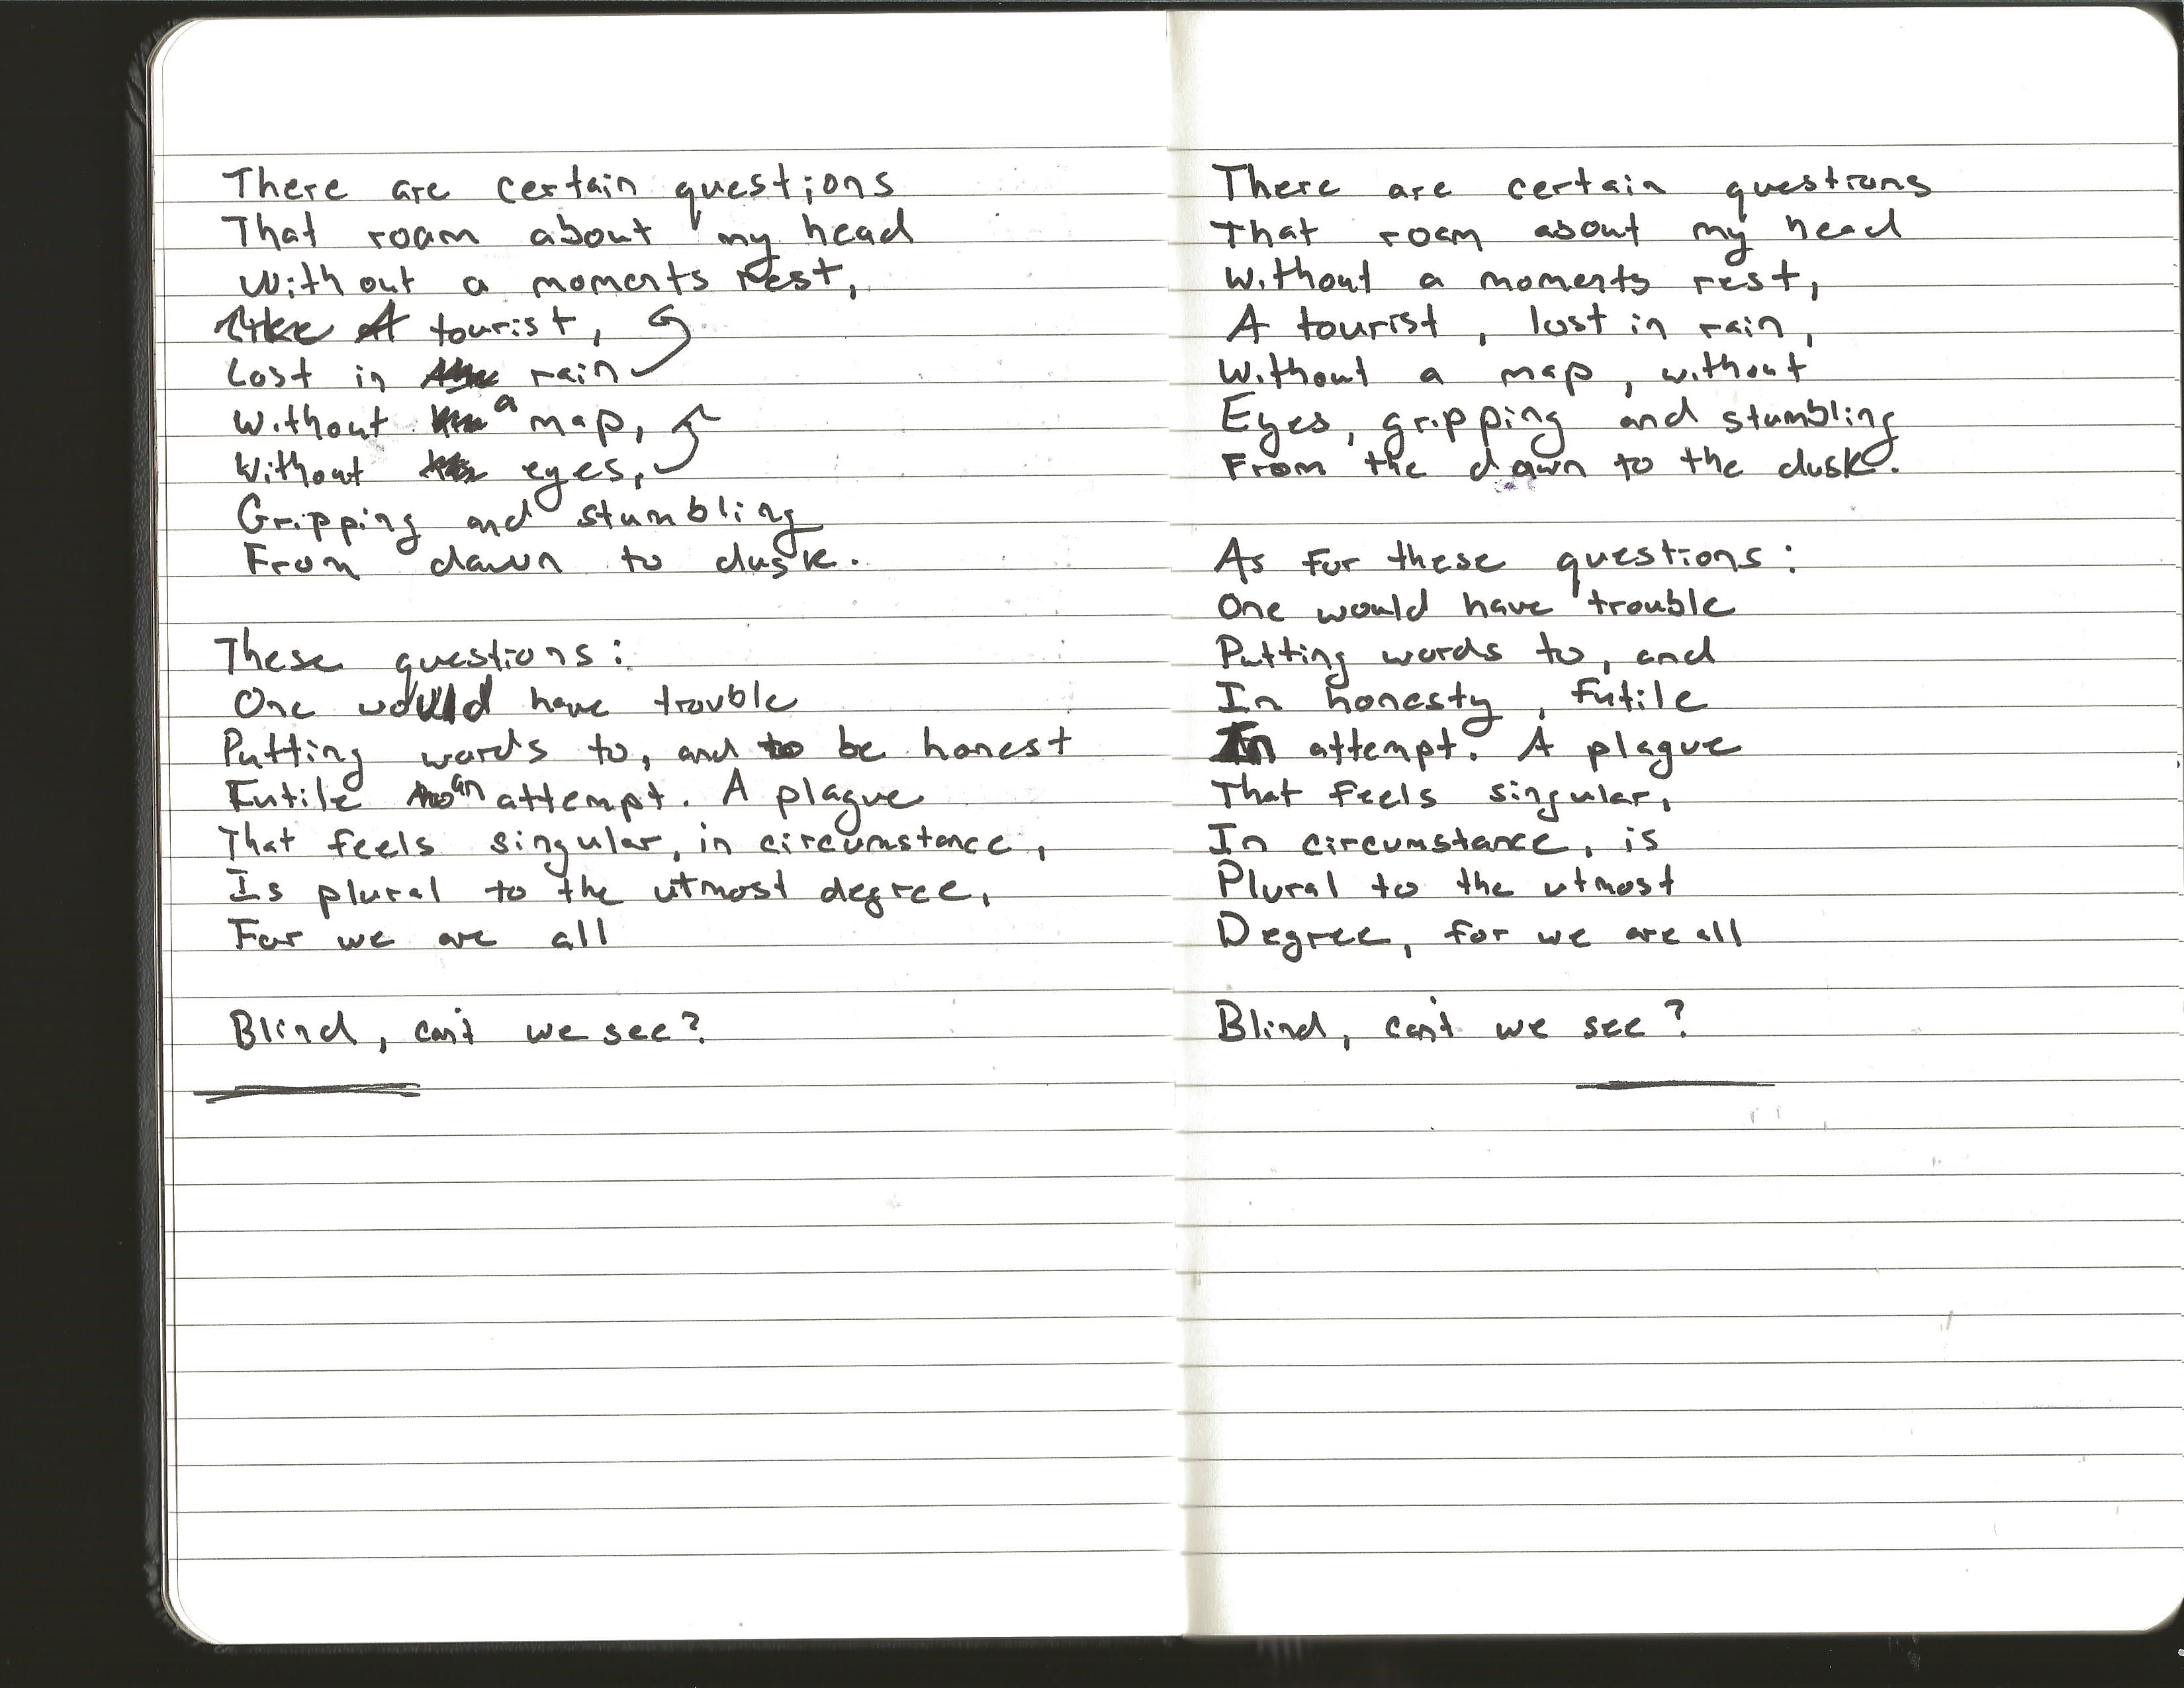 There are certain questions
That roam about my head
Without a moments rest,
Like A tourist,
Lost in rain
Without a map,
Without eyes,
Gripping and stumbling
From dawn to dusk.
These questions:
One would have trouble
Putting words to, and to be honest
Futile an attempt. A plague
That feels singular, in circumstance,
Is plural to the utmost degree,
For we are all
Blind, can't we see?
There are certain questions
That roam about my head
Without a moments rest,
A tourist, lost in rain,
Without a map, without
Eyes, gripping and stumbling
From the dawn to the dusk.
As for these questions:
One would have trouble
Putting words to, and
In honesty, futile
In attempt. A plague
That feels singular,
In circumstance, is
Plural to the utmost
Degree, for we are all
Blind, can't we see?